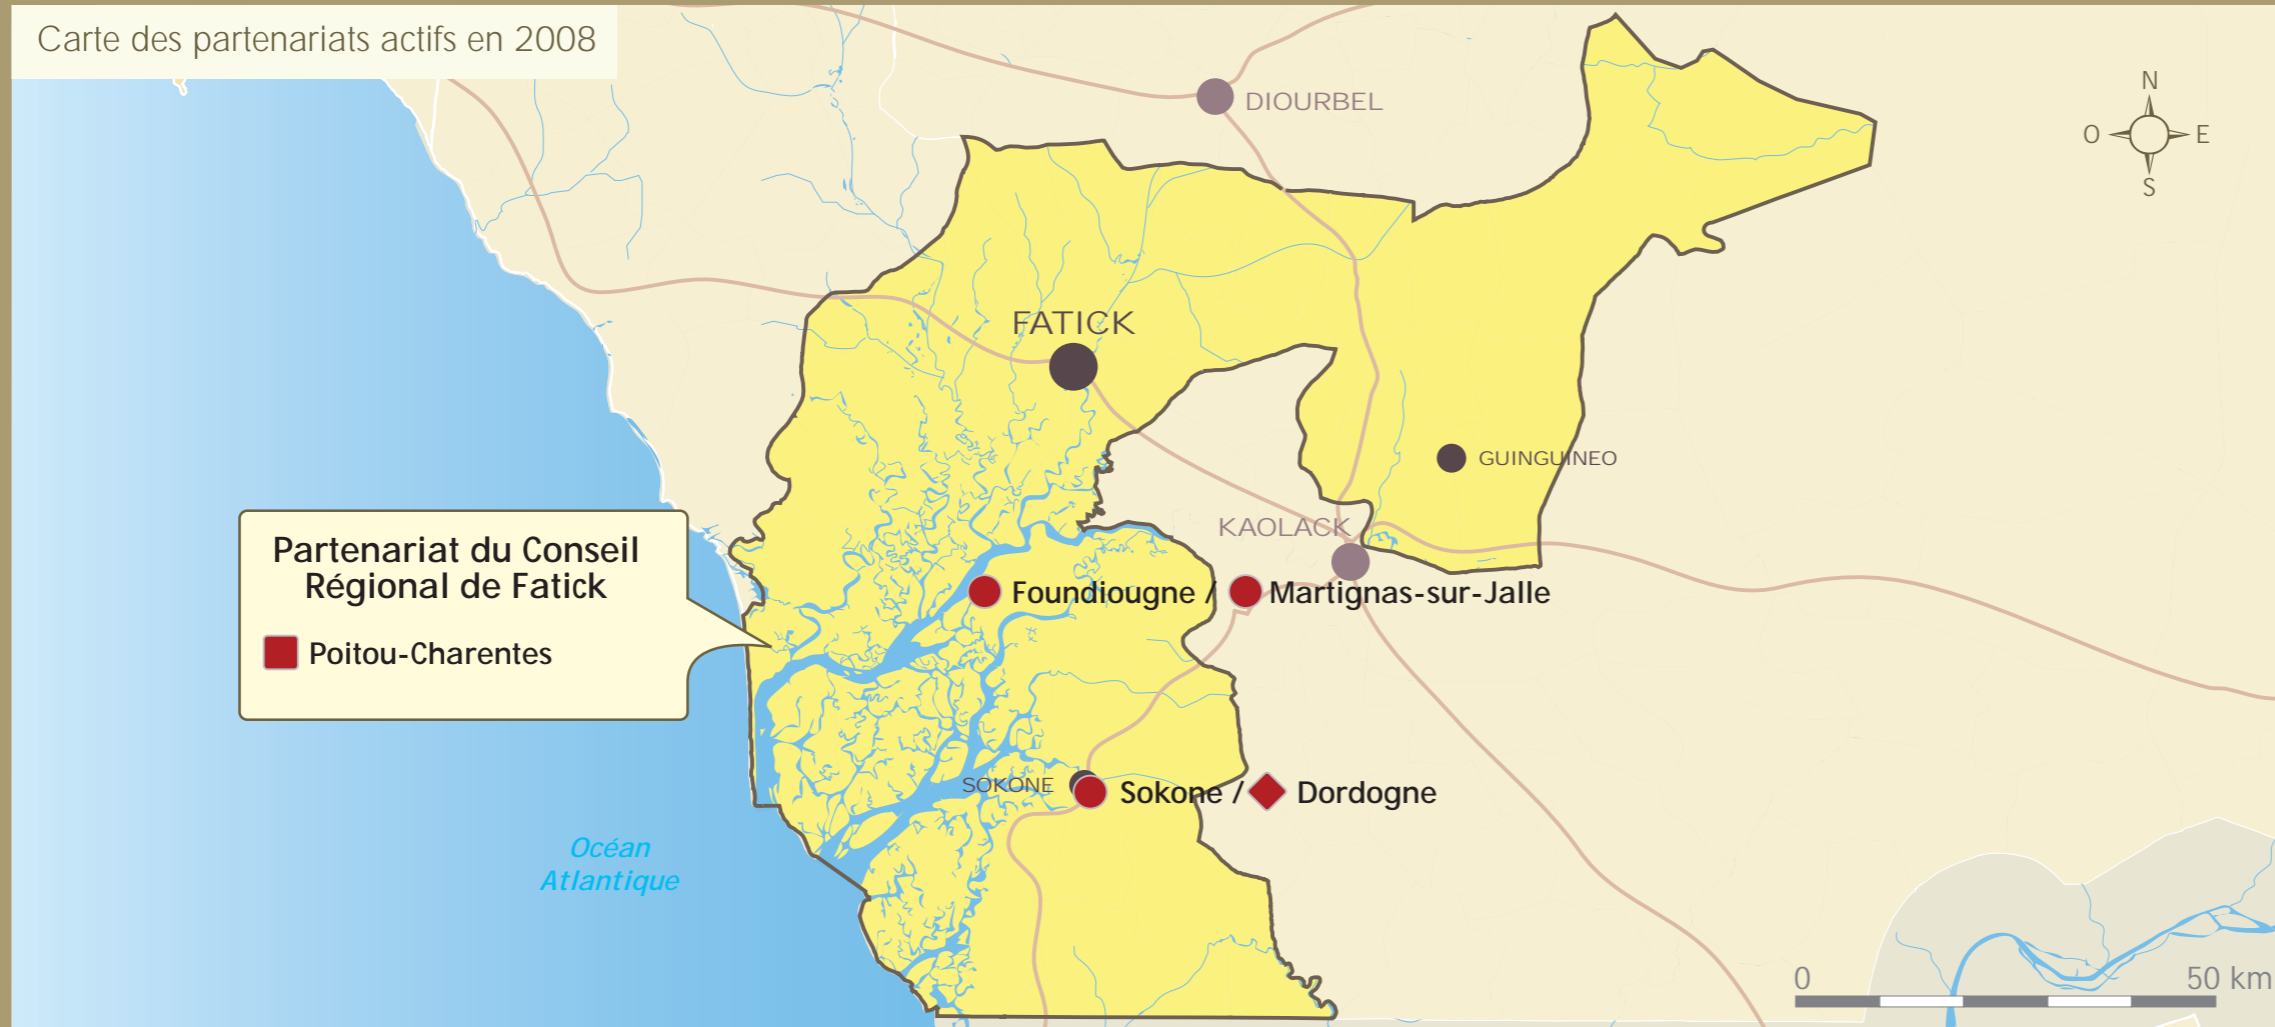 Carte des partenariats actifs en 2008
N
O
E
S
DIOURBEL
FATICK
GUINGUINEO
KAOLACK
Partenariat du Conseil
Régional de Fatick
Poitou-Charentes
Foundiougne / Martignas-sur-Jalle
SOKONE
Sokone / Dordogne
Océan
Atlantique
0
50 km